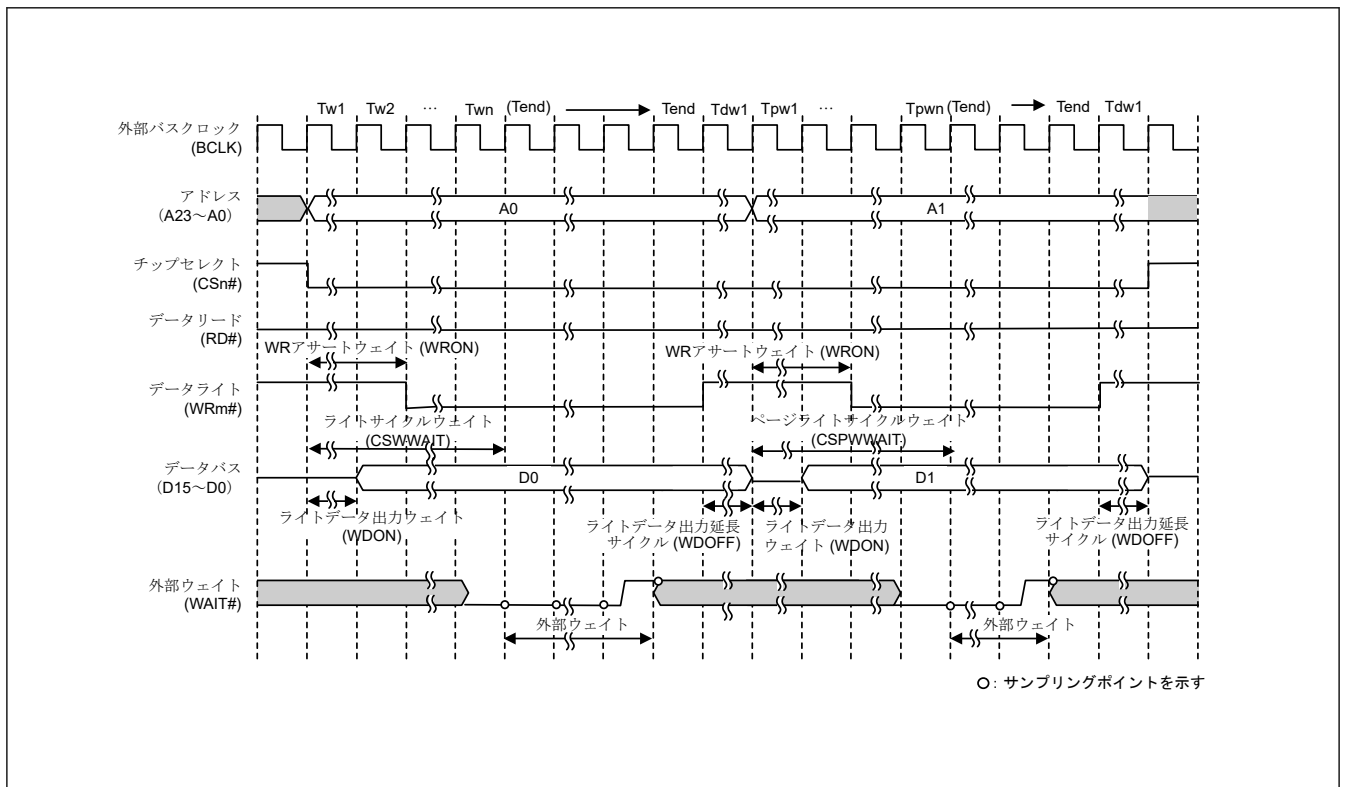 Tw1 Tw2 … Twn (Tend) Tend Tdw1 Tpw1 … Tpwn (Tend) Tend Tdw1
外部バスクロック
(BCLK)
アドレス
(A23～A0)
A0
A1
チップセレクト
(CSn#)
データリード
(RD#)
WRアサートウェイト (WRON)
WRアサートウェイト (WRON)
データライト
(WRm#)
ライトサイクルウェイト
(CSWWAIT)
ページライトサイクルウェイト
(CSPWWAIT)
データバス
(D15～D0)
D0
D1
ライトデータ出力ウェイト
(WDON)
ライトデータ出力延長
サイクル (WDOFF)
ライトデータ出力
ウェイト (WDON)
ライトデータ出力延長
サイクル (WDOFF)
外部ウェイト
(WAIT#)
外部ウェイト
外部ウェイト
: サンプリングポイントを示す